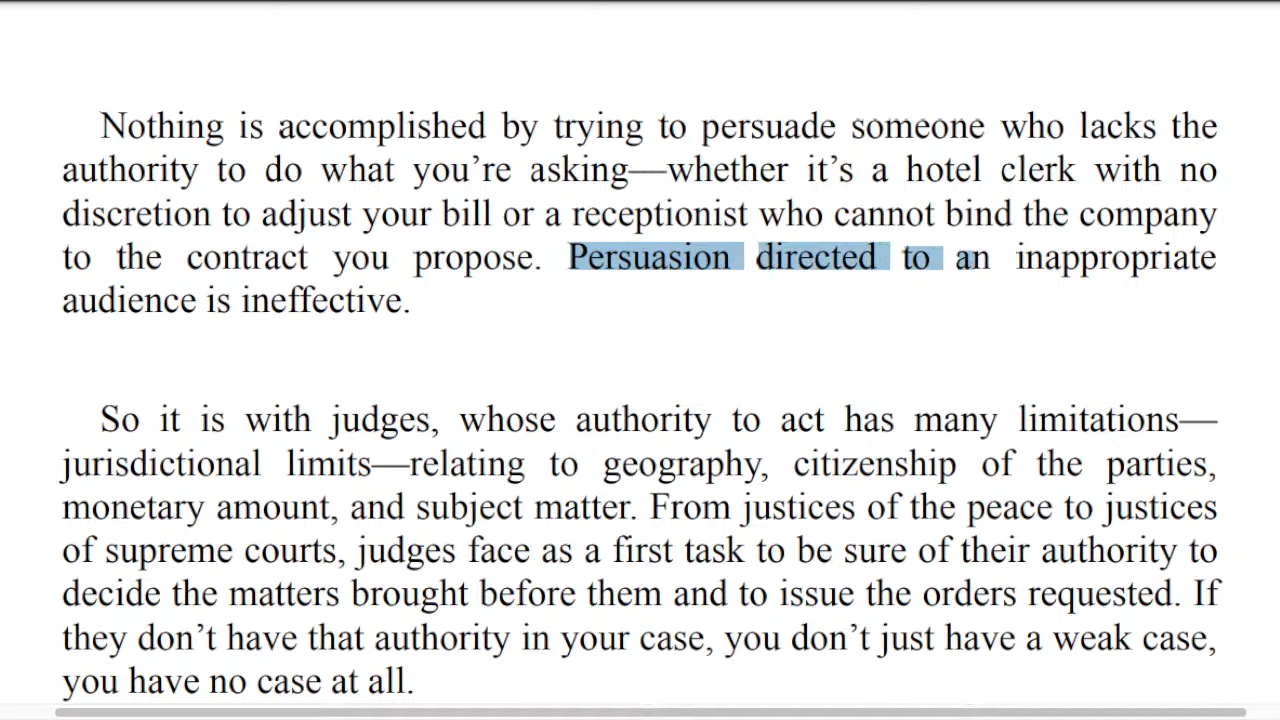 Nothing is accomplished by trying to persuade someone who lacks the
authority to do what you’re asking—whether it’s a hotel clerk with no
discretion to adjust your bill or a receptionist who cannot bind the company
to the contract you propose. Persuasion directed to an inappropriate
audience is ineffective.
So it is with judges, whose authority to act has many limitations—
jurisdictional limits—relating to geography, citizenship of the parties,
monetary amount, and subject matter. From justices of the peace to justices
of supreme courts, judges face as a first task to be sure of their authority to
decide the matters brought before them and to issue the orders requested. If
they don’t have that authority in your case, you don’t just have a weak case,
you have no case at all.